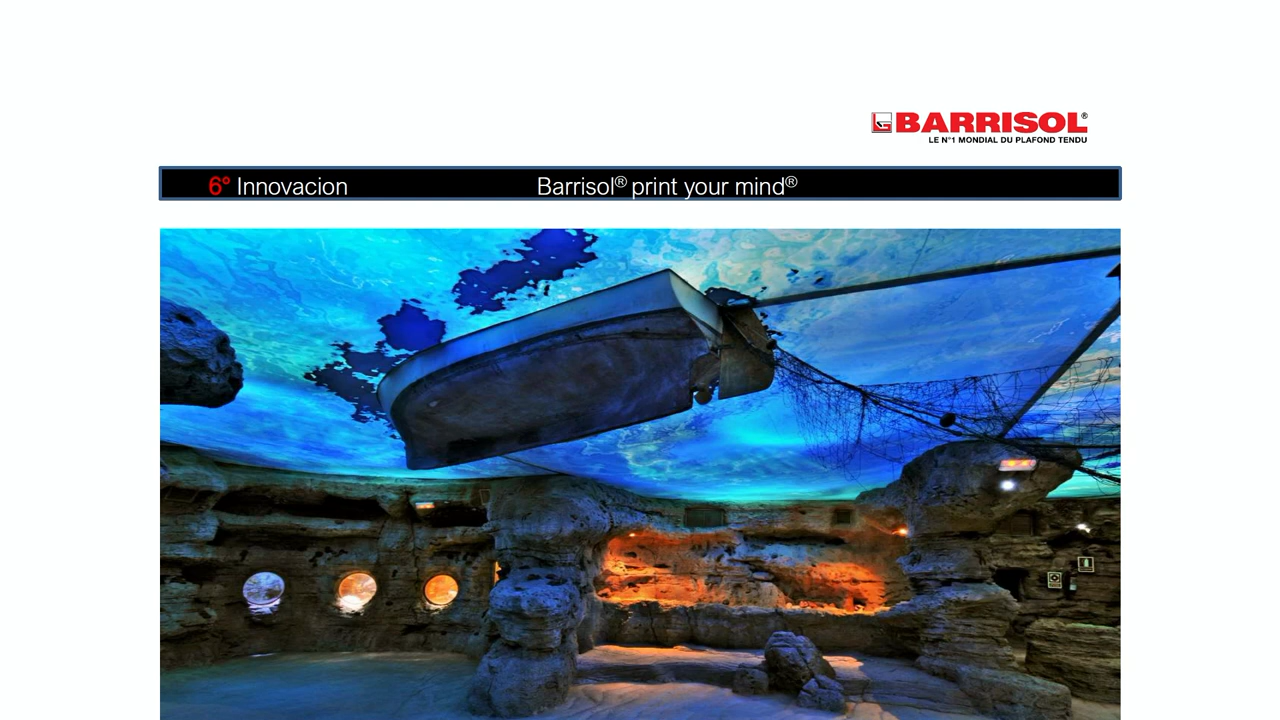 BARRISOL®
LE N°1 MONDIAL DU PLAFOND TENDU
6° Innovacion Barrisol® print your mind®